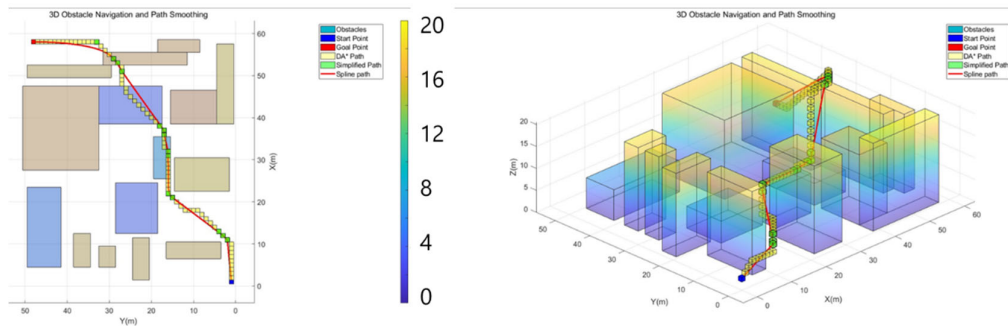 3D Obstacle Navigation and Path Smoothing
Obstacles
Start Point
Goal Point
DA* Path
Simplified Path
Spline path
60
50
40
30
20
10
0
X(m)
50
40
30
20
10
0
Y(m)
20
16
12
8
4
0
3D Obstacle Navigation and Path Smoothing
Obstacles
Start Point
Goal Point
DA* Path
Simplified Path
Spline path
20
15
10
5
0
Z(m)
50
40
30
20
10
0
Y(m)
0
10
20
30
40
50
60
X(m)